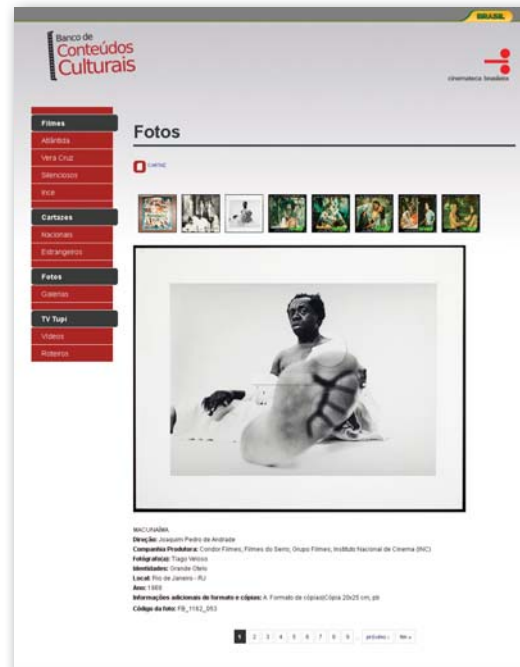 BRASIL
Banco de
Conteúdos
Culturais
cinemateca brasileira
Filmes
Atlântida
Vera Cruz
Silenciosos
Ince
Cartazes
Nacionais
Estrangeiros
Fotos
Galerias
TV Tupi
Vídeos
Roteiros
Fotos
CARTAZ
MACUNAÍMA
Direção: Joaquim Pedro de Andrade
Companhia Produtora: Condor Filmes, Filmes do Serro, Grupo Filmes, Instituto Nacional de Cinema (INC)
Fotógrafo(a): Tiago Veloso
Identidades: Grande Otelo
Local: Rio de Janeiro - RJ
Ano: 1969
Informações adicionais de formato e cópias: A. Formato de cópias|Cópia 20x25 cm, pb
Código da foto: FB_1162_053
1 2 3 4 5 6 7 8 9 ... próximo › fim »